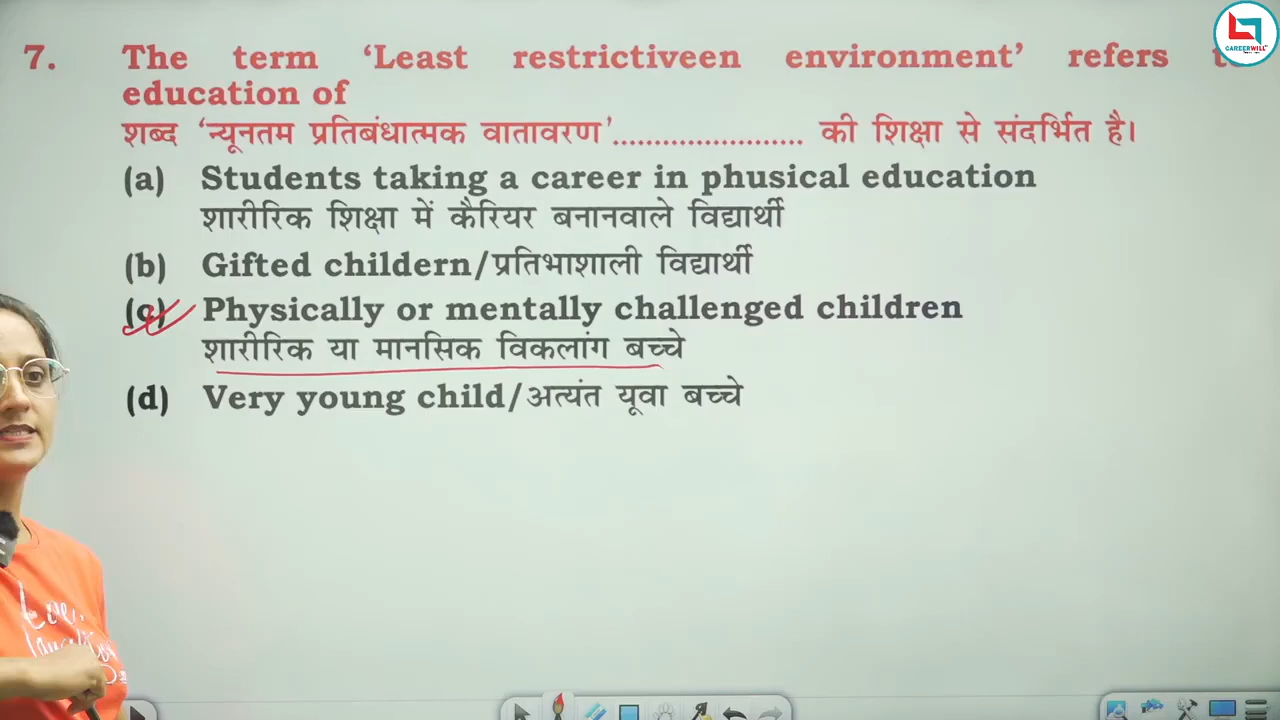 CAREERWILL
7. The term ‘Least restrictiveen environment’ refers
education of
शब्द ‘न्यूनतम प्रतिबंधात्मक वातावरण’...................... की शिक्षा से संदर्भित है।
(a) Students taking a career in phusical education
शारीरिक शिक्षा में कैरियर बनानवाले विद्यार्थी
(b) Gifted childern/प्रतिभाशाली विद्यार्थी
(c) Physically or mentally challenged children
शारीरिक या मानसिक विकलांग बच्चे
(d) Very young child/अत्यंत यूवा बच्चे